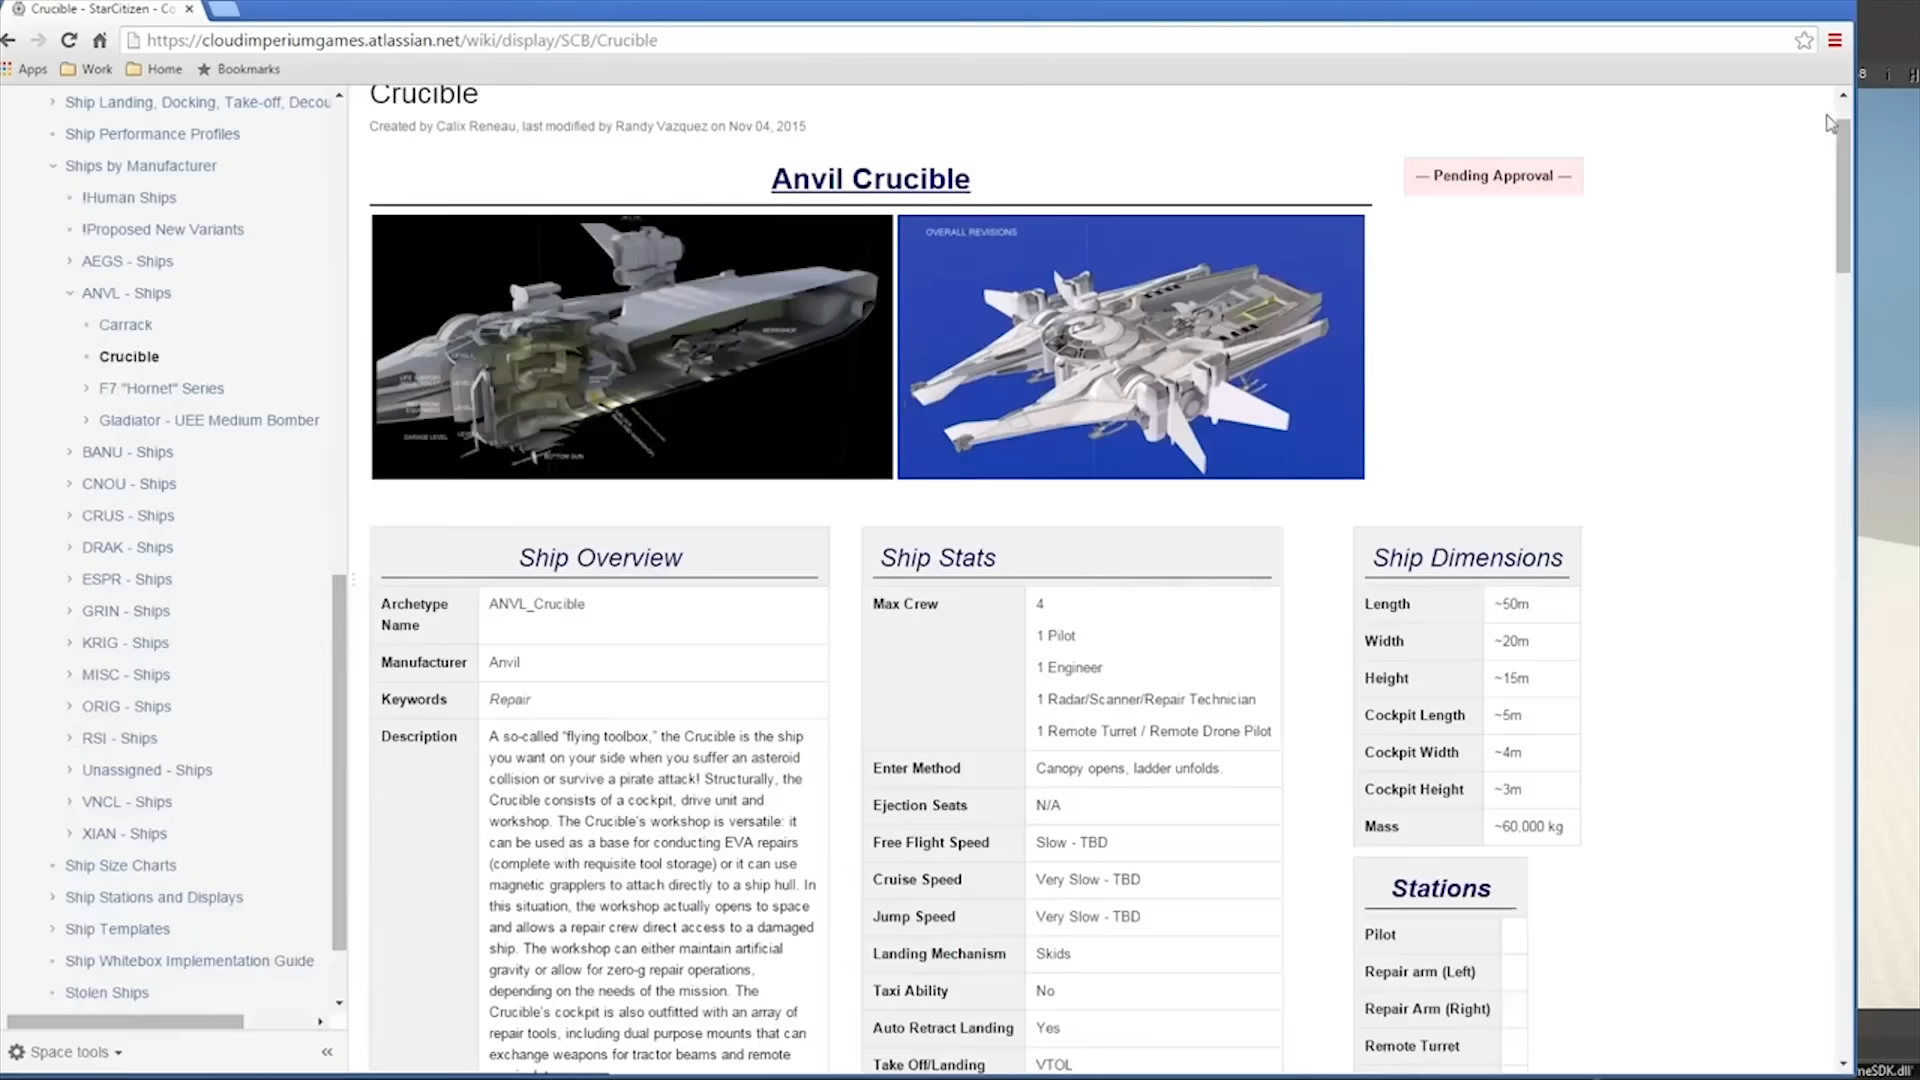 Crucible - StarCitizen - Co
https://cloudimperiumgames.atlassian.net/wiki/display/SCB/Crucible
Apps
Work
Home
Bookmarks
Ship Landing, Docking, Take-off, Decou
Ship Performance Profiles
Ships by Manufacturer
!Human Ships
!Proposed New Variants
AEGS - Ships
ANVL - Ships
Carrack
Crucible
F7 "Hornet" Series
Gladiator - UEE Medium Bomber
BANU - Ships
CNOU - Ships
CRUS - Ships
DRAK - Ships
ESPR - Ships
GRIN - Ships
KRIG - Ships
MISC - Ships
ORIG - Ships
RSI - Ships
Unassigned - Ships
VNCL - Ships
XIAN - Ships
Ship Size Charts
Ship Stations and Displays
Ship Templates
Ship Whitebox Implementation Guide
Stolen Ships
Space tools
Crucible
Created by Calix Reneau, last modified by Randy Vazquez on Nov 04, 2015
Anvil Crucible
— Pending Approval —
WORKSHOP
GARAGE LEVEL
BOTTOM GUN
OVERALL REVISIONS
Ship Overview
Archetype Name
ANVL_Crucible
Manufacturer
Anvil
Keywords
Repair
Description
A so-called “flying toolbox,” the Crucible is the ship
you want on your side when you suffer an asteroid
collision or survive a pirate attack! Structurally, the
Crucible consists of a cockpit, drive unit and
workshop. The Crucible’s workshop is versatile: it
can be used as a base for conducting EVA repairs
(complete with requisite tool storage) or it can use
magnetic grapplers to attach directly to a ship hull. In
this situation, the workshop actually opens to space
and allows a repair crew direct access to a damaged
ship. The workshop can either maintain artificial
gravity or allow for zero-g repair operations,
depending on the needs of the mission. The
Crucible’s cockpit is also outfitted with an array of
repair tools, including dual purpose mounts that can
exchange weapons for tractor beams and remote
Ship Stats
Max Crew
4
1 Pilot
1 Engineer
1 Radar/Scanner/Repair Technician
1 Remote Turret / Remote Drone Pilot
Enter Method
Canopy opens, ladder unfolds.
Ejection Seats
N/A
Free Flight Speed
Slow - TBD
Cruise Speed
Very Slow - TBD
Jump Speed
Very Slow - TBD
Landing Mechanism
Skids
Taxi Ability
No
Auto Retract Landing
Yes
Take Off/Landing
VTOL
Ship Dimensions
Length
~50m
Width
~20m
Height
~15m
Cockpit Length
~5m
Cockpit Width
~4m
Cockpit Height
~3m
Mass
~60,000 kg
Stations
Pilot
Repair arm (Left)
Repair Arm (Right)
Remote Turret
neSDK.dll'